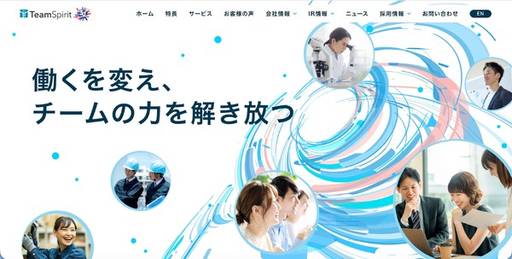 TeamSpirit
ホーム 特長 サービス お客様の声 会社情報 IR情報 ニュース 採用情報 お問い合わせ EN
働くを変え、
チームの力を解き放つ